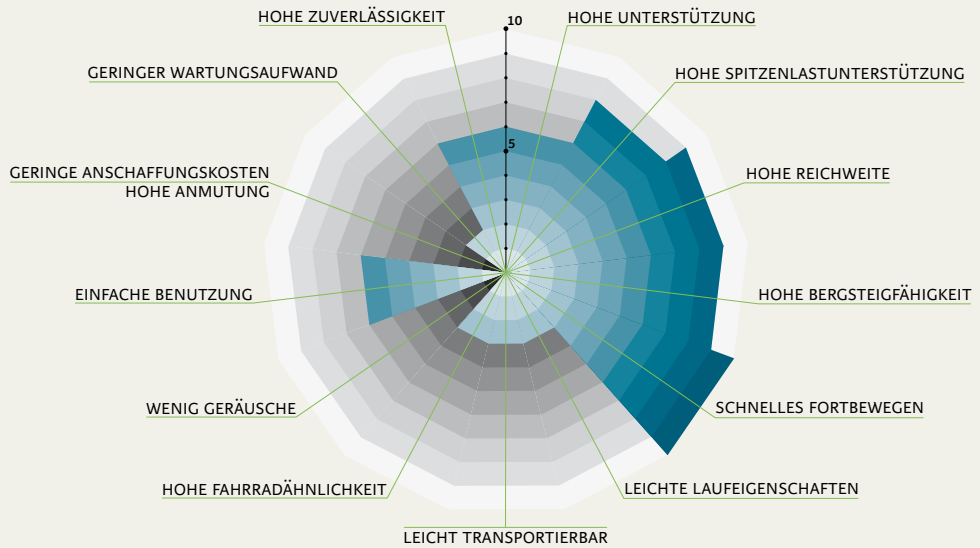 HOHE ZUVERLÄSSIGKEIT
10
HOHE UNTERSTÜTZUNG
GERINGER WARTUNGSAUFWAND
HOHE SPITZENLASTUNTERSTÜTZUNG
5
GERINGE ANSCHAFFUNGSKOSTEN
HOHE ANMUTUNG
HOHE REICHWEITE
EINFACHE BENUTZUNG
HOHE BERGSTEIGFÄHIGKEIT
WENIG GERÄUSCHE
SCHNELLES FORTBEWEGEN
HOHE FAHRRADÄHNLICHKEIT
LEICHTE LAUFEIGENSCHAFTEN
LEICHT TRANSPORTIERBAR